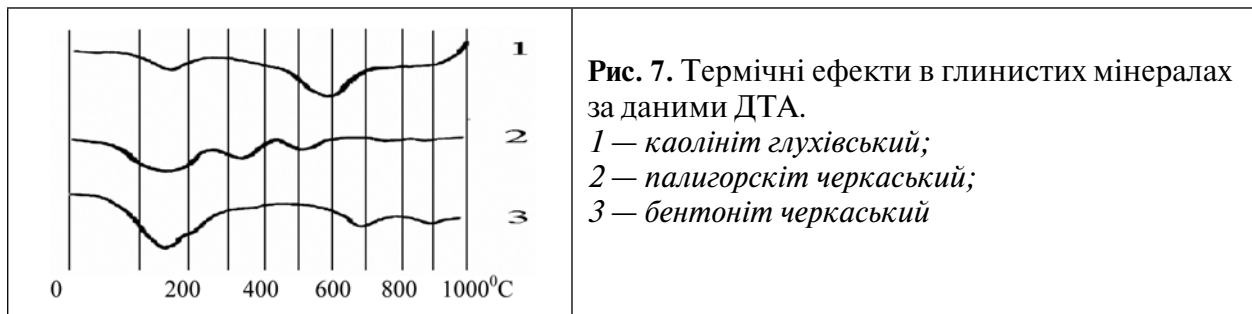 1
2
3
0 200 400 600 800 1000⁰C
Рис. 7. Термічні ефекти в глинистих мінералах
за даними ДТА.
1 — каолініт глухівський;
2 — палигорскіт черкаський;
3 — бентоніт черкаський